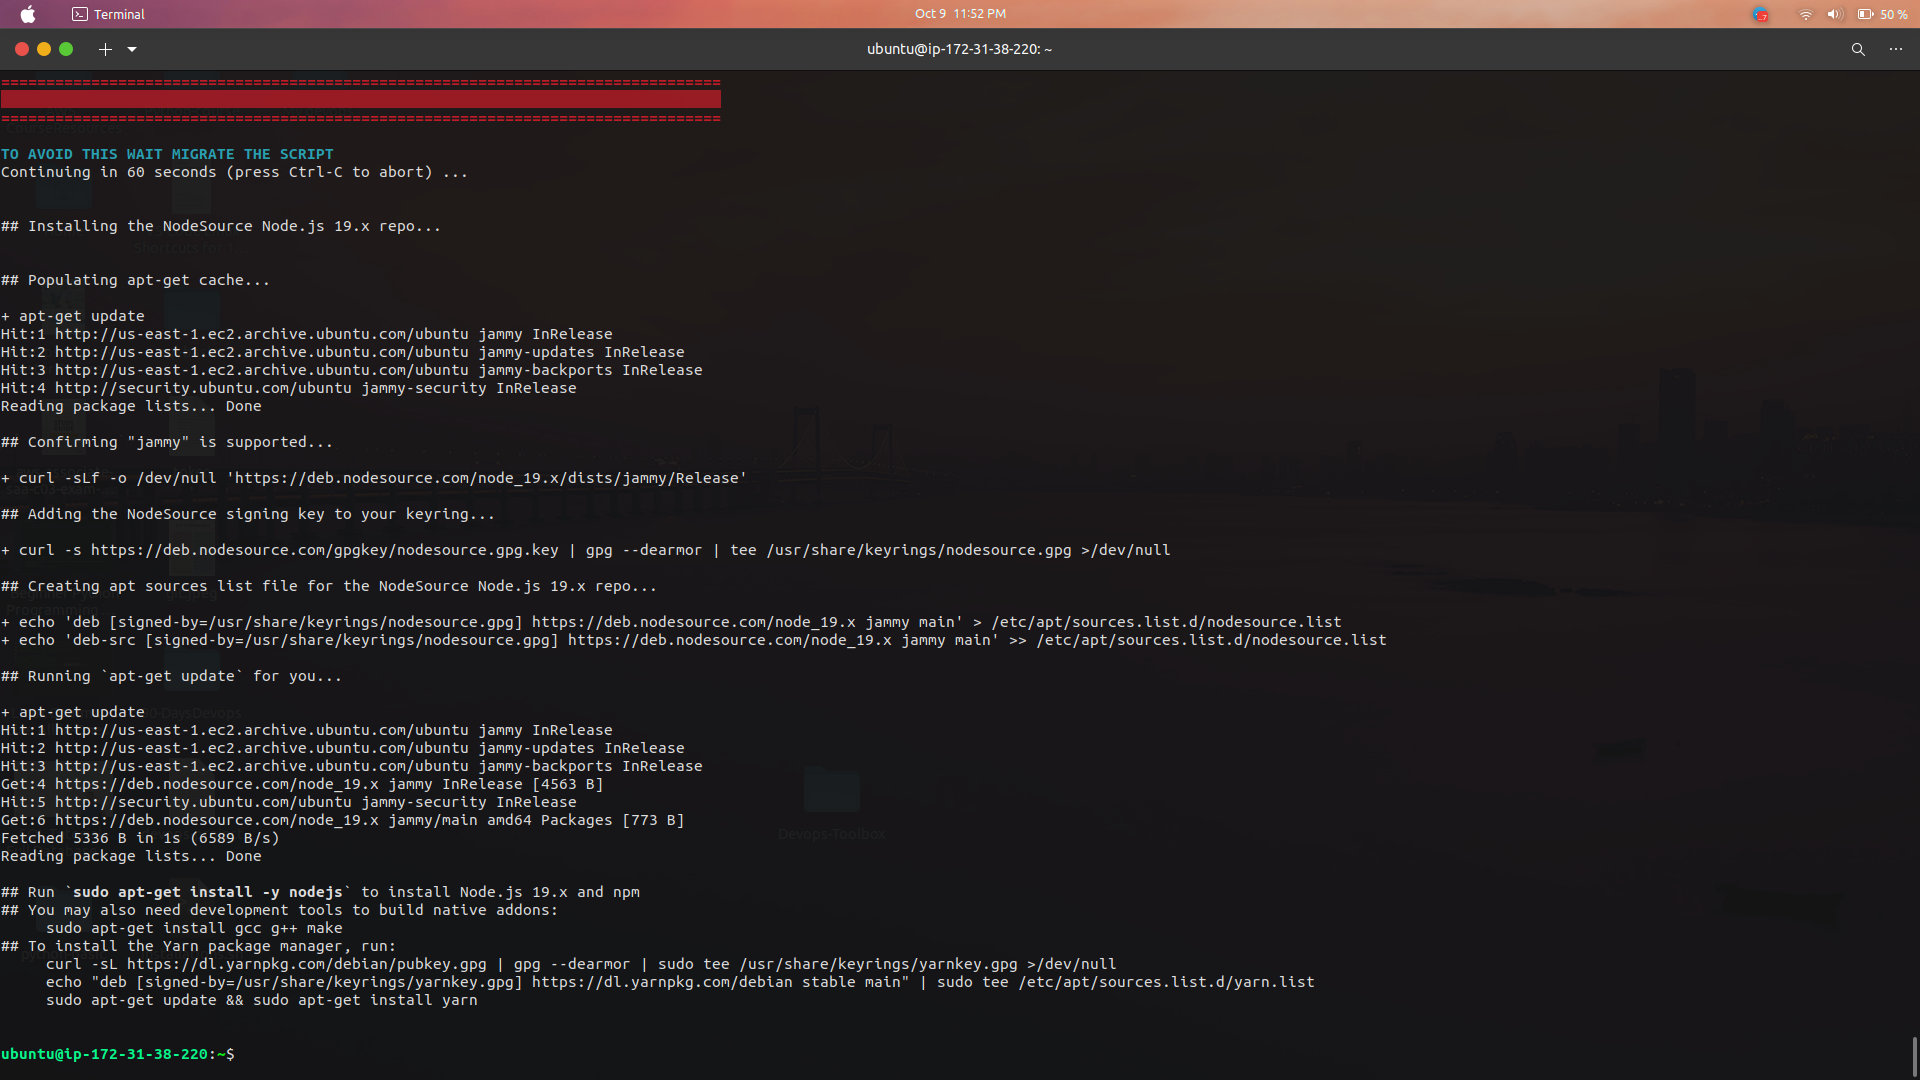 Terminal
Oct 9 11:52 PM
50 %
ubuntu@ip-172-31-38-220: ~
================================================================================
================================================================================
TO AVOID THIS WAIT MIGRATE THE SCRIPT
Continuing in 60 seconds (press Ctrl-C to abort) ...
## Installing the NodeSource Node.js 19.x repo...
## Populating apt-get cache...
+ apt-get update
Hit:1 http://us-east-1.ec2.archive.ubuntu.com/ubuntu jammy InRelease
Hit:2 http://us-east-1.ec2.archive.ubuntu.com/ubuntu jammy-updates InRelease
Hit:3 http://us-east-1.ec2.archive.ubuntu.com/ubuntu jammy-backports InRelease
Hit:4 http://security.ubuntu.com/ubuntu jammy-security InRelease
Reading package lists... Done
## Confirming "jammy" is supported...
+ curl -sLf -o /dev/null 'https://deb.nodesource.com/node_19.x/dists/jammy/Release'
## Adding the NodeSource signing key to your keyring...
+ curl -s https://deb.nodesource.com/gpgkey/nodesource.gpg.key | gpg --dearmor | tee /usr/share/keyrings/nodesource.gpg >/dev/null
## Creating apt sources list file for the NodeSource Node.js 19.x repo...
+ echo 'deb [signed-by=/usr/share/keyrings/nodesource.gpg] https://deb.nodesource.com/node_19.x jammy main' > /etc/apt/sources.list.d/nodesource.list
+ echo 'deb-src [signed-by=/usr/share/keyrings/nodesource.gpg] https://deb.nodesource.com/node_19.x jammy main' >> /etc/apt/sources.list.d/nodesource.list
## Running `apt-get update` for you...
+ apt-get update
Hit:1 http://us-east-1.ec2.archive.ubuntu.com/ubuntu jammy InRelease
Hit:2 http://us-east-1.ec2.archive.ubuntu.com/ubuntu jammy-updates InRelease
Hit:3 http://us-east-1.ec2.archive.ubuntu.com/ubuntu jammy-backports InRelease
Get:4 https://deb.nodesource.com/node_19.x jammy InRelease [4563 B]
Hit:5 http://security.ubuntu.com/ubuntu jammy-security InRelease
Get:6 https://deb.nodesource.com/node_19.x jammy/main amd64 Packages [773 B]
Devops-Toolbox
Fetched 5336 B in 1s (6589 B/s)
Reading package lists... Done
## Run `sudo apt-get install -y nodejs` to install Node.js 19.x and npm
## You may also need development tools to build native addons:
sudo apt-get install gcc g++ make
## To install the Yarn package manager, run:
curl -sL https://dl.yarnpkg.com/debian/pubkey.gpg | gpg --dearmor | sudo tee /usr/share/keyrings/yarnkey.gpg >/dev/null
echo "deb [signed-by=/usr/share/keyrings/yarnkey.gpg] https://dl.yarnpkg.com/debian stable main" | sudo tee /etc/apt/sources.list.d/yarn.list
sudo apt-get update && sudo apt-get install yarn
ubuntu@ip-172-31-38-220:~$